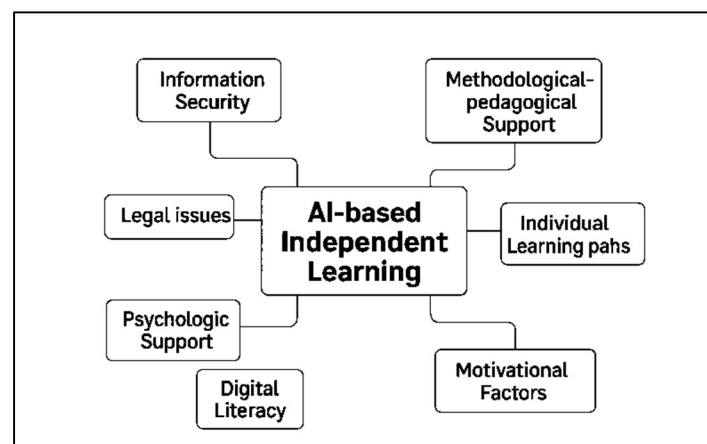 Information
Security
Methodological-
pedagogical
Support
AI-based
Independent
Learning
Legal issues
Individual
Learning pahs
Psychologic
Support
Digital
Literacy
Motivational
Factors